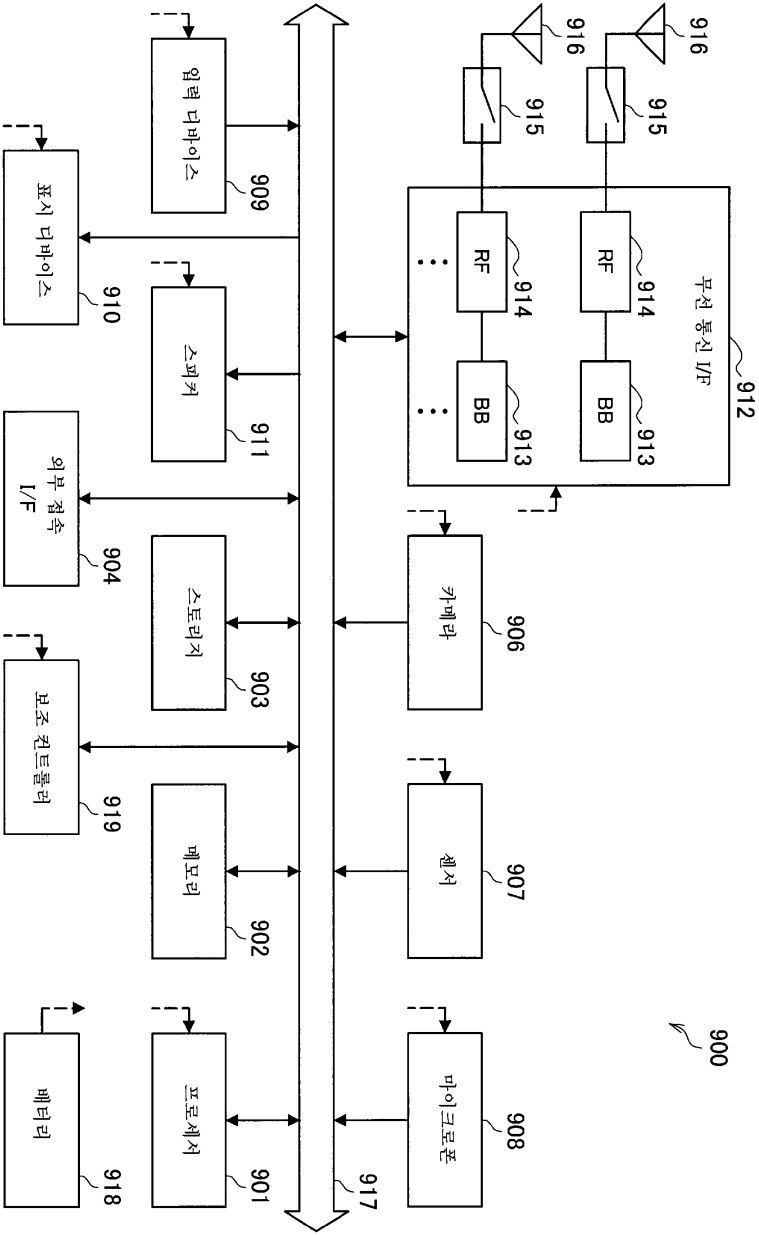 900
912
무선 통신 I/F
916
915
914
913
RF
BB
916
915
914
913
RF
BB
...
...
906
카메라
907
센서
908
마이크로폰
917
909
입력 디바이스
911
스피커
903
스토리지
902
메모리
901
프로세서
910
표시 디바이스
904
외부 접속
I/F
919
보조 컨트롤러
918
배터리